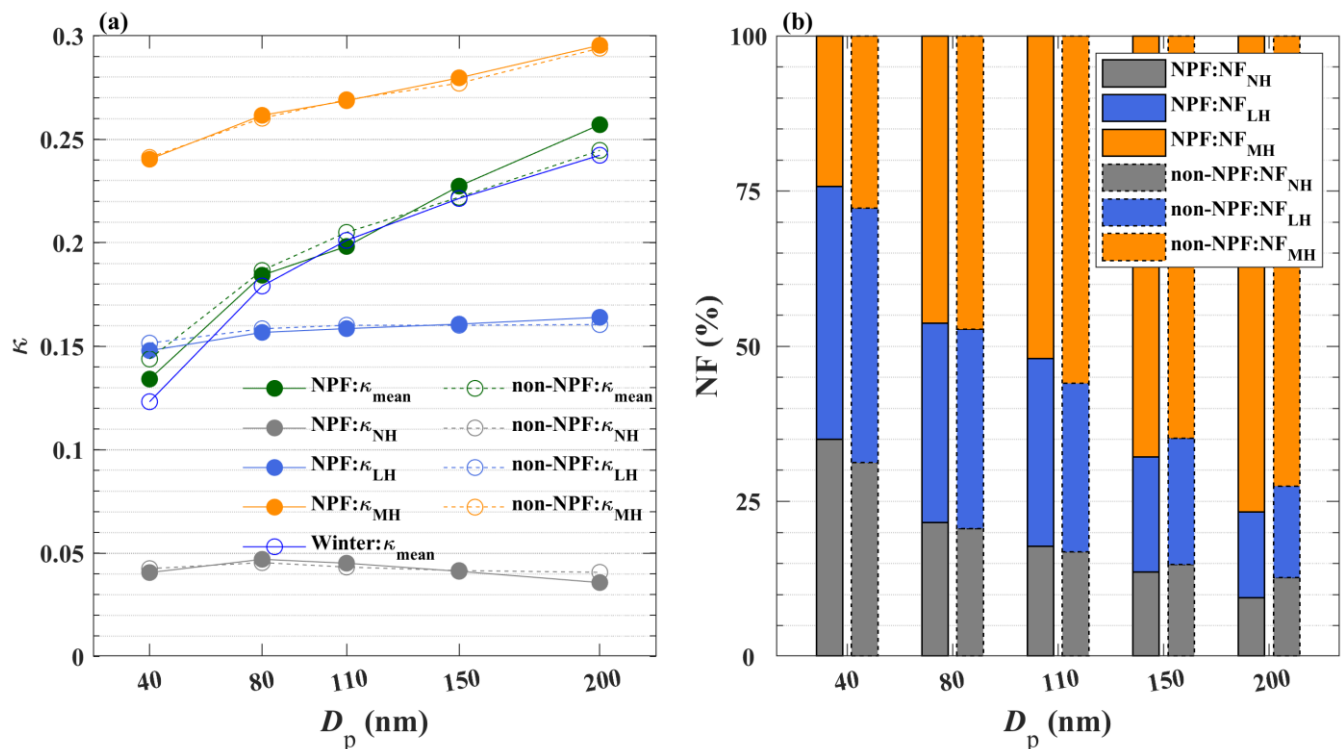 (a)
0.3
0.25
0.2
0.15
0.1
0.05
0
κ
NPF:κmean
non-NPF:κmean
NPF:κNH
non-NPF:κNH
NPF:κLH
non-NPF:κLH
NPF:κMH
non-NPF:κMH
Winter:κmean
40 80 110 150 200
Dp (nm)
(b)
100
75
50
25
0
NF (%)
NPF:NFNH
NPF:NFLH
NPF:NFMH
non-NPF:NFNH
non-NPF:NFLH
non-NPF:NFMH
40 80 110 150 200
Dp (nm)